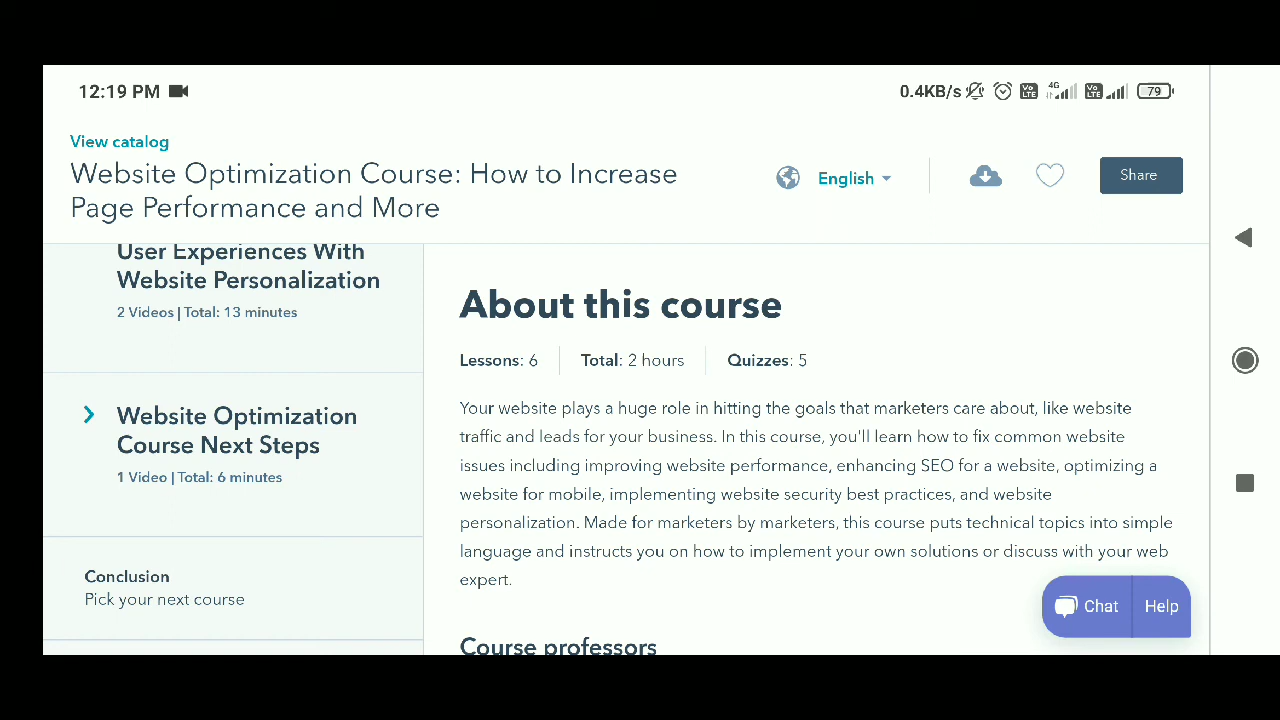 12:19 PM
0.4KB/s 4G Vo LTE Vo LTE 79
View catalog
Website Optimization Course: How to Increase
Page Performance and More
English
Share
User Experiences With
Website Personalization
2 Videos | Total: 13 minutes
Website Optimization
Course Next Steps
1 Video | Total: 6 minutes
Conclusion
Pick your next course
About this course
Lessons: 6
Total: 2 hours
Quizzes: 5
Your website plays a huge role in hitting the goals that marketers care about, like website
traffic and leads for your business. In this course, you'll learn how to fix common website
issues including improving website performance, enhancing SEO for a website, optimizing a
website for mobile, implementing website security best practices, and website
personalization. Made for marketers by marketers, this course puts technical topics into simple
language and instructs you on how to implement your own solutions or discuss with your web
expert.
Course professors
Chat
Help